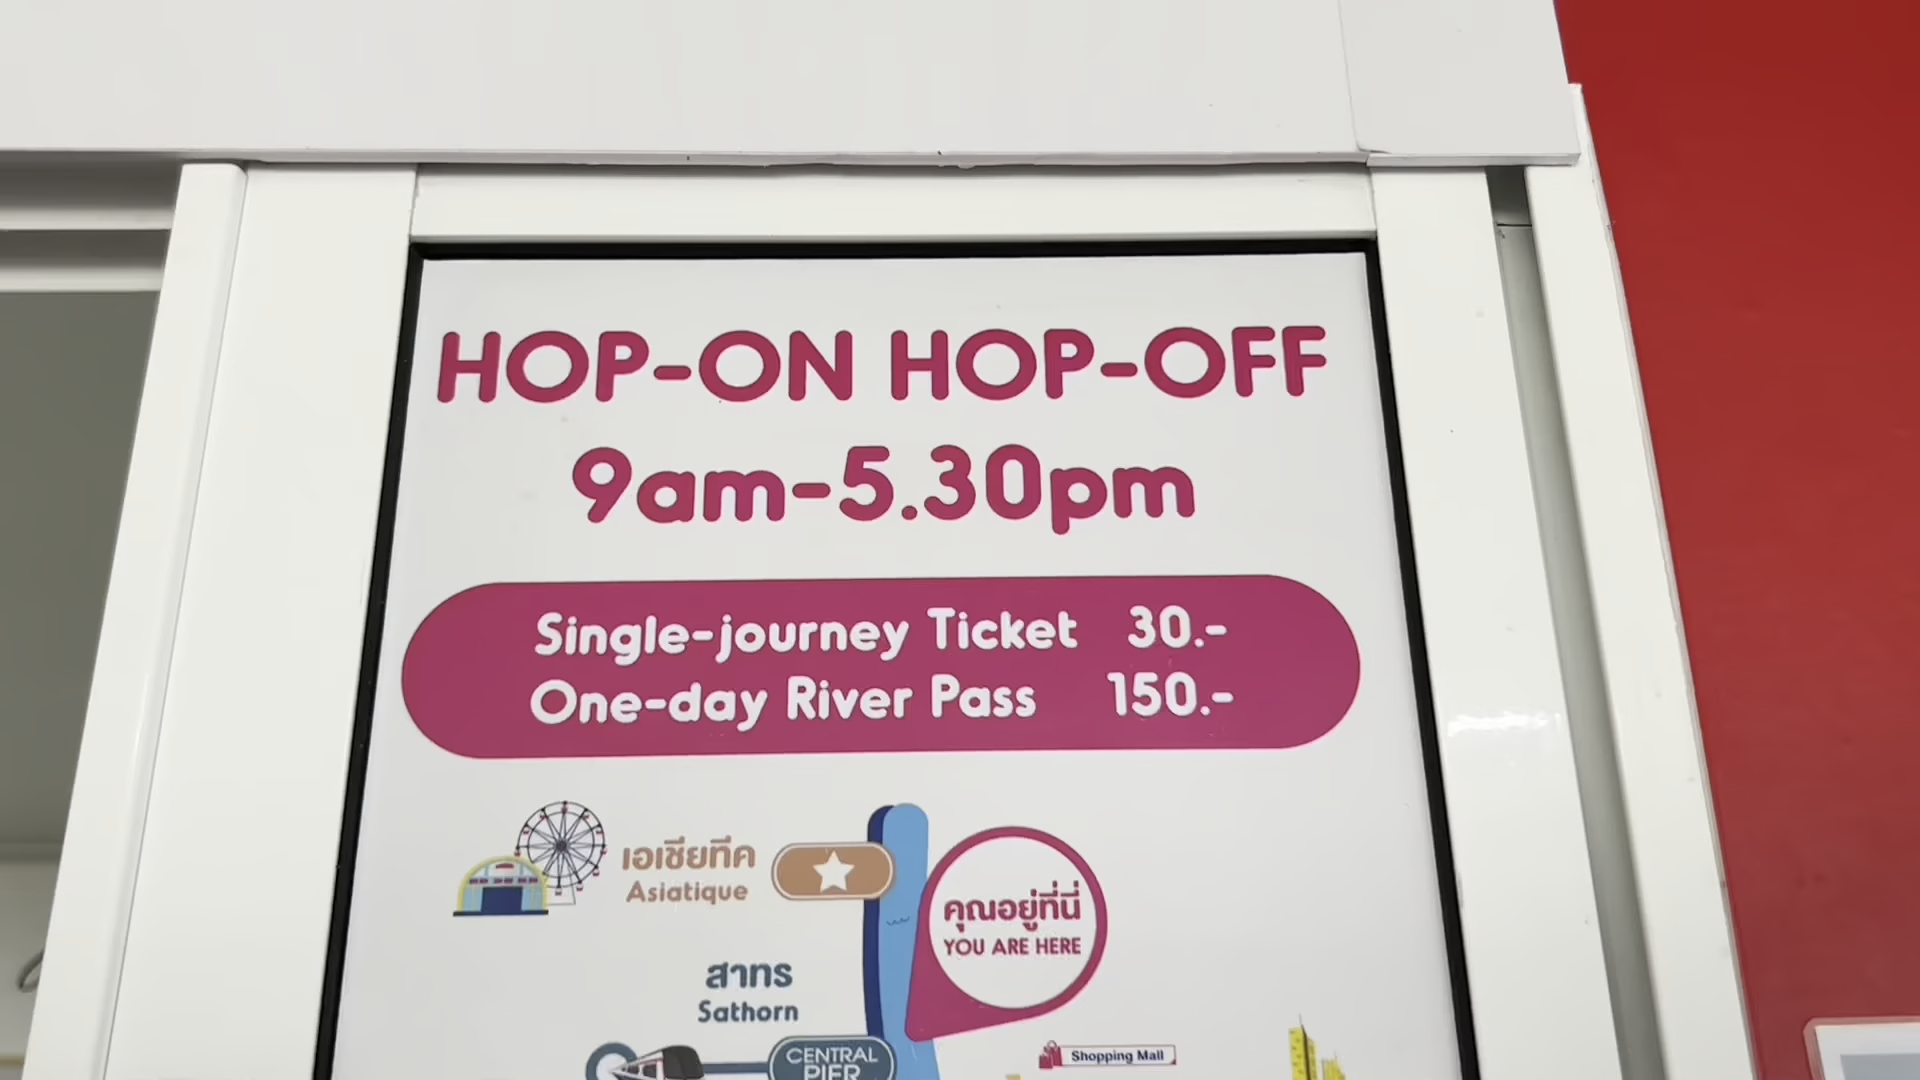 HOP-ON HOP-OFF
9am-5.30pm
Single-journey Ticket 30.-
One-day River Pass 150.-
เอเชียทีค
Asiatique
คุณอยู่ที่นี่
YOU ARE HERE
สาทร
Sathorn
CENTRAL
PIER
Shopping Mall